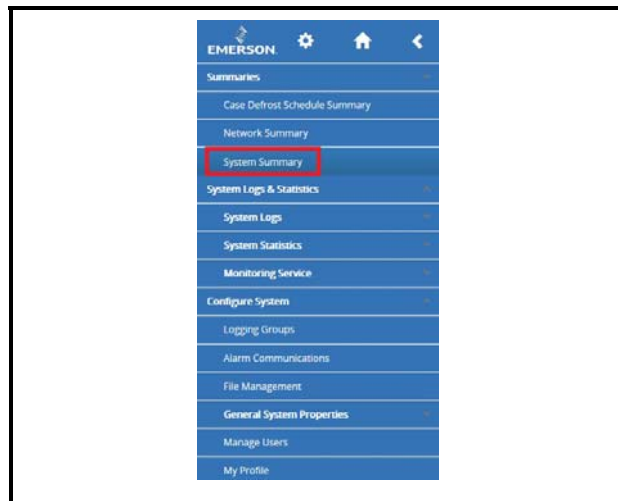 EMERSON.
Summaries
Case Defrost Schedule Summary
Network Summary
System Summary
System Logs & Statistics
System Logs
System Statistics
Monitoring Service
Configure System
Logging Groups
Alarm Communications
File Management
General System Properties
Manage Users
My Profile